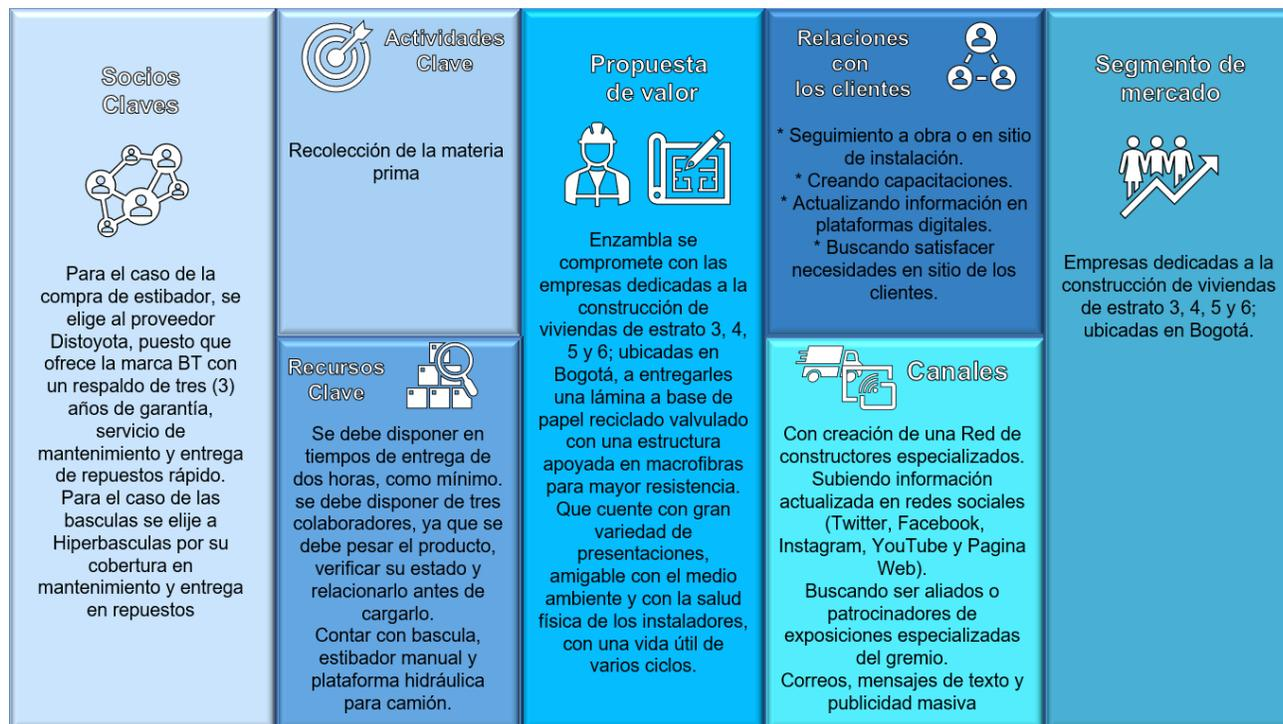 Socios
Claves
Para el caso de la
compra de estibador, se
elige al proveedor
Distoyota, puesto que
ofrece la marca BT con
un respaldo de tres (3)
años de garantía,
servicio de
mantenimiento y entrega
de repuestos rápido.
Para el caso de las
basculas se elije a
Hiperbasculas por su
cobertura en
mantenimiento y entrega
en repuestos
Actividades
Clave
Recolección de la materia
prima
Recursos
Clave
Se debe disponer en
tiempos de entrega de
dos horas, como mínimo.
se debe disponer de tres
colaboradores, ya que se
debe pesar el producto,
verificar su estado y
relacionarlo antes de
cargarlo.
Contar con bascula,
estibador manual y
plataforma hidráulica
para camión.
Propuesta
de valor
Enzambla se
compromete con las
empresas dedicadas a la
construcción de
viviendas de estrato 3, 4,
5 y 6; ubicadas en
Bogotá, a entregarles
una lámina a base de
papel reciclado valvulado
con una estructura
apoyada en macrofibras
para mayor resistencia.
Que cuente con gran
variedad de
presentaciones,
amigable con el medio
ambiente y con la salud
física de los instaladores,
con una vida útil de
varios ciclos.
Relaciones
con
los clientes
* Seguimiento a obra o en sitio
de instalación.
* Creando capacitaciones.
* Actualizando información en
plataformas digitales.
* Buscando satisfacer
necesidades en sitio de los
clientes.
Canales
Con creación de una Red de
constructores especializados.
Subiendo información
actualizada en redes sociales
(Twitter, Facebook,
Instagram, YouTube y Pagina
Web).
Buscando ser aliados o
patrocinadores de
exposiciones especializadas
del gremio.
Correos, mensajes de texto y
publicidad masiva
Segmento de
mercado
Empresas dedicadas a la
construcción de viviendas
de estrato 3, 4, 5 y 6;
ubicadas en Bogotá.